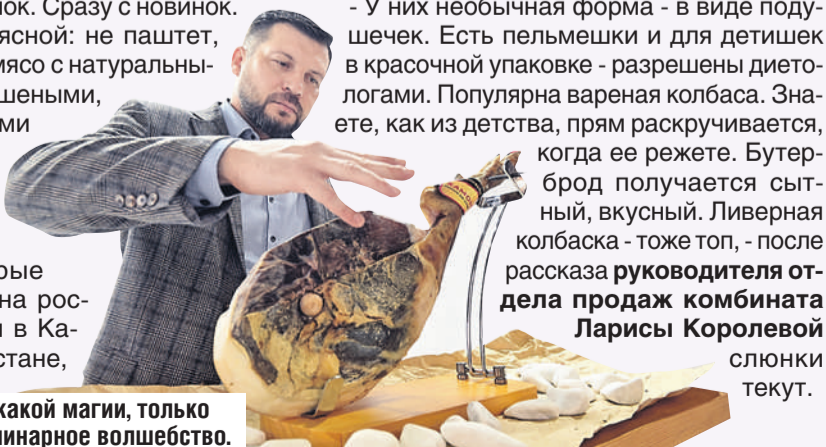 ок. Сразу с новинок.
ясной: не паштет,
мясо с натуральны-
шеными,
ми
рые
на рос-
в Ка-
стане,
какой магии, только
линарное волшебство.
- У них необычная форма - в виде поду-
шечек. Есть пельмешки и для детишек
в красочной упаковке - разрешены дието-
логами. Популярна вареная колбаса. Зна-
ете, как из детства, прям раскручивается,
когда ее режете. Бутер-
брод получается сыт-
ный, вкусный. Ливерная
колбаска - тоже топ, - после
рассказа руководителя от-
дела продаж комбината
Ларисы Королевой
слюнки
текут.